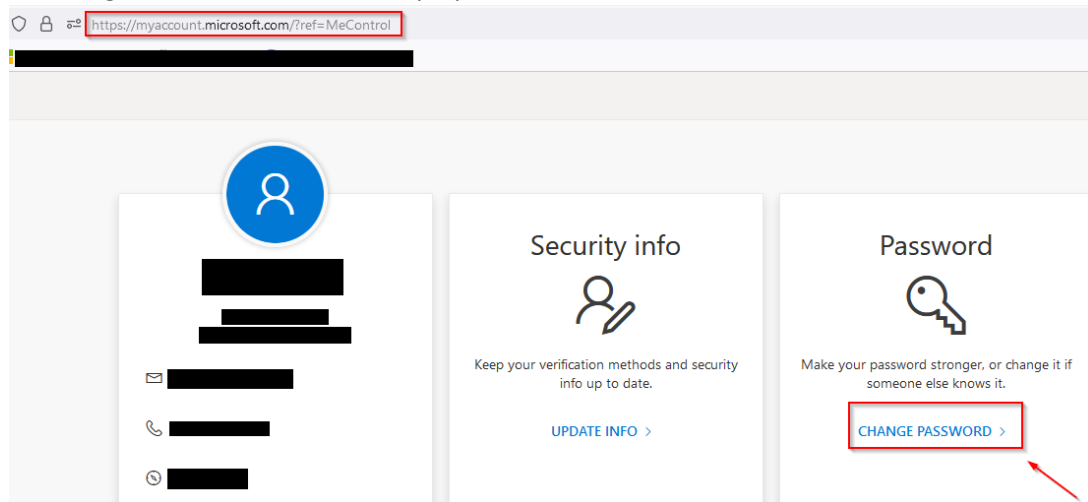 https://myaccount.microsoft.com/?ref=MeControl
Security info
Keep your verification methods and security
info up to date.
UPDATE INFO >
Password
Make your password stronger, or change it if
someone else knows it.
CHANGE PASSWORD >